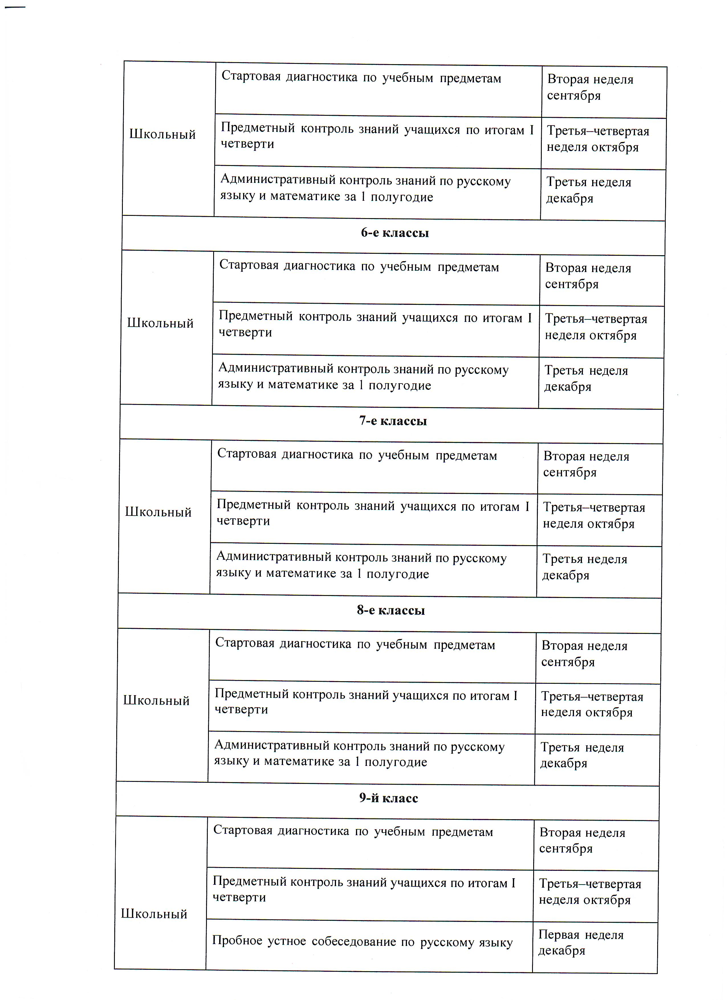 Стартовая диагностика по учебным предметам
Вторая неделя
сентября
Школьный
Предметный контроль знаний учащихся по итогам I
четверти
Третья–четвертая
неделя октября
Административный контроль знаний по русскому
языку и математике за 1 полугодие
Третья неделя
декабря
6-е классы
Стартовая диагностика по учебным предметам
Вторая неделя
сентября
Школьный
Предметный контроль знаний учащихся по итогам I
четверти
Третья–четвертая
неделя октября
Административный контроль знаний по русскому
языку и математике за 1 полугодие
Третья неделя
декабря
7-е классы
Стартовая диагностика по учебным предметам
Вторая неделя
сентября
Школьный
Предметный контроль знаний учащихся по итогам I
четверти
Третья–четвертая
неделя октября
Административный контроль знаний по русскому
языку и математике за 1 полугодие
Третья неделя
декабря
8-е классы
Стартовая диагностика по учебным предметам
Вторая неделя
сентября
Школьный
Предметный контроль знаний учащихся по итогам I
четверти
Третья–четвертая
неделя октября
Административный контроль знаний по русскому
языку и математике за 1 полугодие
Третья неделя
декабря
9-й класс
Стартовая диагностика по учебным предметам
Вторая неделя
сентября
Школьный
Предметный контроль знаний учащихся по итогам I
четверти
Третья–четвертая
неделя октября
Пробное устное собеседование по русскому языку
Первая неделя
декабря